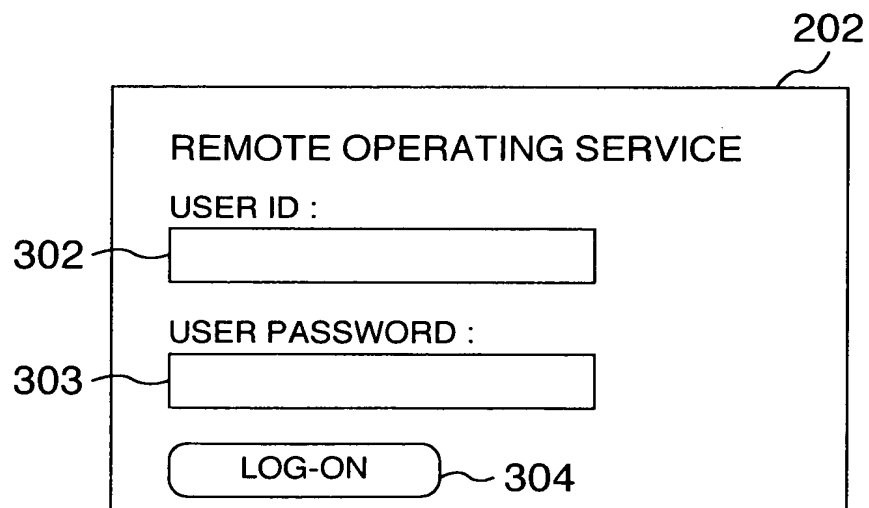 202
REMOTE OPERATING SERVICE
USER ID :
302
USER PASSWORD :
303
LOG-ON
304